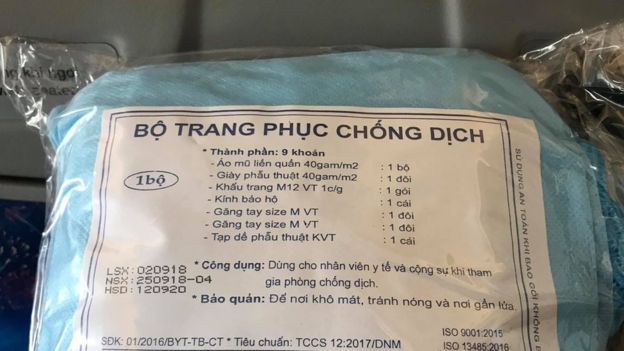 BỘ TRANG PHỤC CHỐNG DỊCH
* Thành phần: 9 khoản
1bộ
- Áo mũ liền quần 40gam/m2 : 1 bộ
- Giày phẫu thuật 40gam/m2 : 1 đôi
- Khẩu trang M12 VT 1c/g : 1 gói
- Kính bảo hộ : 1 cái
- Găng tay size M VT : 1 đôi
- Găng tay size M VT : 1 đôi
- Tạp dề phẫu thuật KVT : 1 cái
LSX: 020918
NSX: 250918-04
HSD: 120920
* Công dụng: Dùng cho nhân viên y tế và cộng sự khi tham
gia phòng chống dịch.
* Bảo quản: Để nơi khô mát, tránh nóng và nơi gần lửa.
SDK: 01/2016/BYT-TB-CT * Tiêu chuẩn: TCCS 12:2017/DNM
ISO 9001:2015
ISO 13485:2016
SỬ DỤNG AN TOÀN KHI BAO GÓI KHÔNG